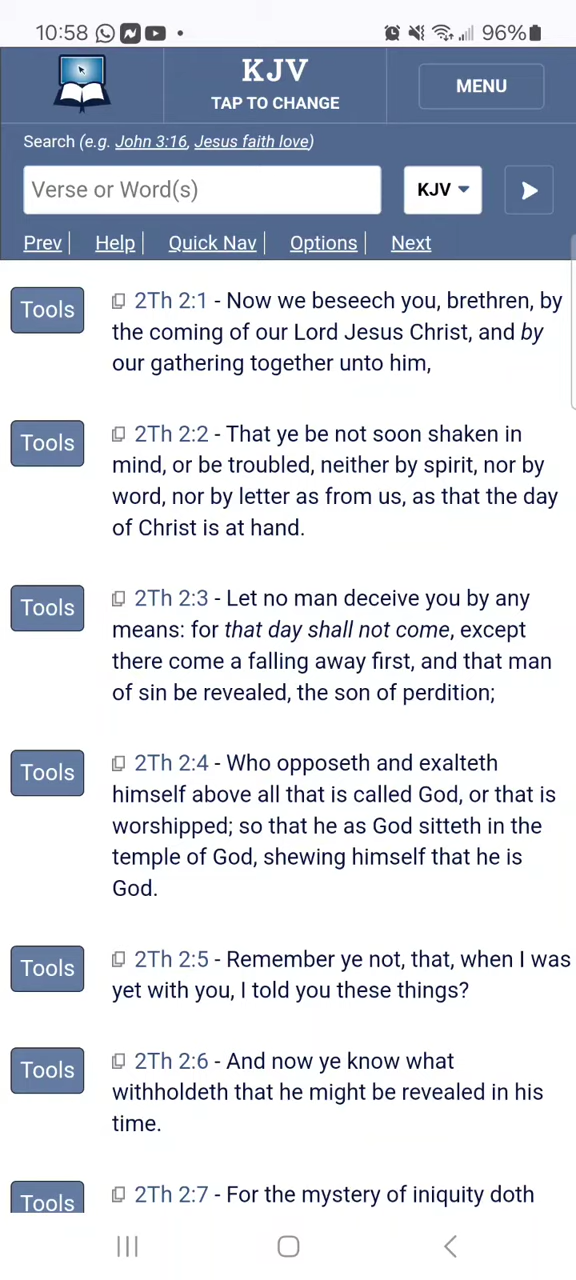 10:58 96%
KJV
TAP TO CHANGE
MENU
Search (e.g. John 3:16, Jesus faith love)
Verse or Word(s)
KJV
Prev | Help | Quick Nav | Options | Next
Tools
2Th 2:1 - Now we beseech you, brethren, by
the coming of our Lord Jesus Christ, and by
our gathering together unto him,
Tools
2Th 2:2 - That ye be not soon shaken in
mind, or be troubled, neither by spirit, nor by
word, nor by letter as from us, as that the day
of Christ is at hand.
Tools
2Th 2:3 - Let no man deceive you by any
means: for that day shall not come, except
there come a falling away first, and that man
of sin be revealed, the son of perdition;
Tools
2Th 2:4 - Who opposeth and exalteth
himself above all that is called God, or that is
worshipped; so that he as God sitteth in the
temple of God, shewing himself that he is
God.
Tools
2Th 2:5 - Remember ye not, that, when I was
yet with you, I told you these things?
Tools
2Th 2:6 - And now ye know what
withholdeth that he might be revealed in his
time.
Tools
2Th 2:7 - For the mystery of iniquity doth